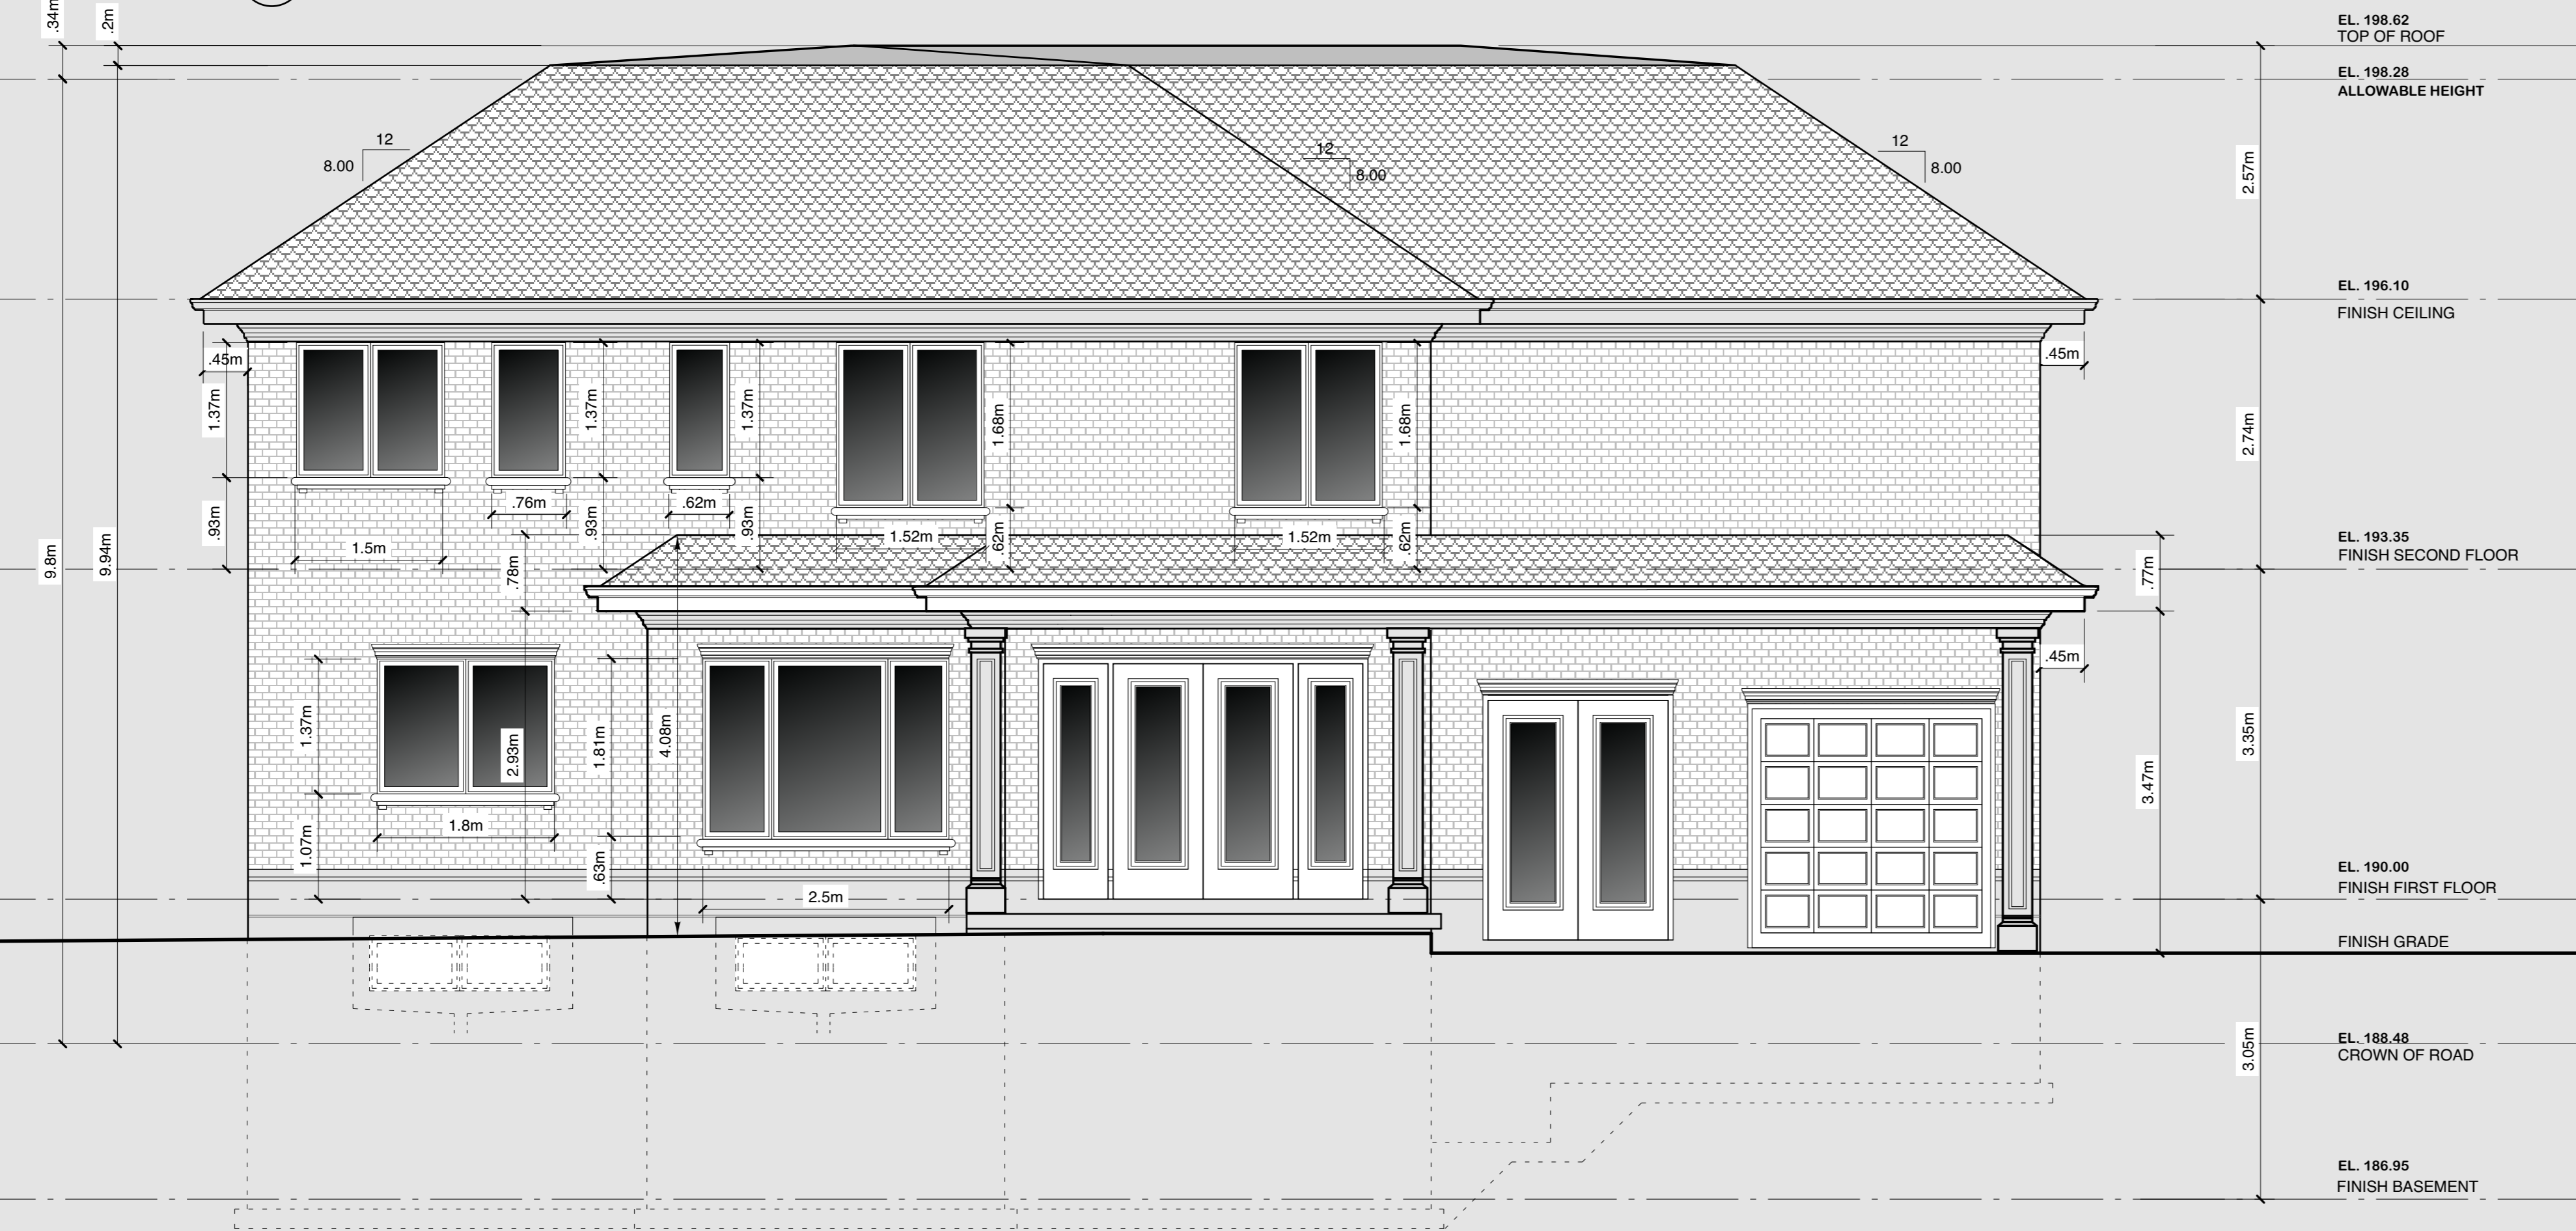 .34m
.2m
EL. 198.62
TOP OF ROOF
EL. 198.28
ALLOWABLE HEIGHT
12
8.00
12
8.00
12
8.00
2.57m
EL. 196.10
FINISH CEILING
.45m
.45m
1.37m
1.37m
1.37m
1.68m
1.68m
2.74m
.93m
.76m
.93m
.62m
.93m
1.52m
.62m
1.52m
.62m
1.5m
9.8m
9.94m
.78m
.77m
EL. 193.35
FINISH SECOND FLOOR
.45m
1.37m
2.93m
1.81m
4.08m
3.35m
3.47m
1.8m
1.07m
.63m
2.5m
EL. 190.00
FINISH FIRST FLOOR
FINISH GRADE
3.05m
EL. 188.48
CROWN OF ROAD
EL. 186.95
FINISH BASEMENT